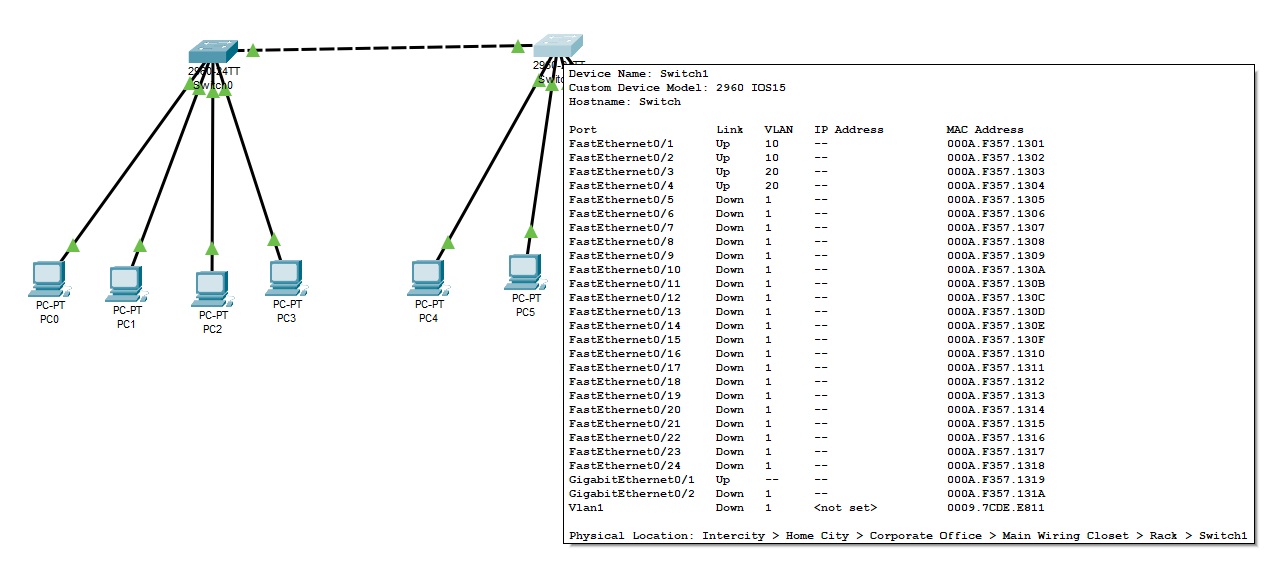 2960-24TT
Switch0
PC-PT
PC0
PC-PT
PC1
PC-PT
PC2
PC-PT
PC3
PC-PT
PC4
PC-PT
PC5
Device Name: Switch1
Custom Device Model: 2960 IOS15
Hostname: Switch
Port Link VLAN IP Address MAC Address
FastEthernet0/1 Up 10 -- 000A.F357.1301
FastEthernet0/2 Up 10 -- 000A.F357.1302
FastEthernet0/3 Up 20 -- 000A.F357.1303
FastEthernet0/4 Up 20 -- 000A.F357.1304
FastEthernet0/5 Down 1 -- 000A.F357.1305
FastEthernet0/6 Down 1 -- 000A.F357.1306
FastEthernet0/7 Down 1 -- 000A.F357.1307
FastEthernet0/8 Down 1 -- 000A.F357.1308
FastEthernet0/9 Down 1 -- 000A.F357.1309
FastEthernet0/10 Down 1 -- 000A.F357.130A
FastEthernet0/11 Down 1 -- 000A.F357.130B
FastEthernet0/12 Down 1 -- 000A.F357.130C
FastEthernet0/13 Down 1 -- 000A.F357.130D
FastEthernet0/14 Down 1 -- 000A.F357.130E
FastEthernet0/15 Down 1 -- 000A.F357.130F
FastEthernet0/16 Down 1 -- 000A.F357.1310
FastEthernet0/17 Down 1 -- 000A.F357.1311
FastEthernet0/18 Down 1 -- 000A.F357.1312
FastEthernet0/19 Down 1 -- 000A.F357.1313
FastEthernet0/20 Down 1 -- 000A.F357.1314
FastEthernet0/21 Down 1 -- 000A.F357.1315
FastEthernet0/22 Down 1 -- 000A.F357.1316
FastEthernet0/23 Down 1 -- 000A.F357.1317
FastEthernet0/24 Down 1 -- 000A.F357.1318
GigabitEthernet0/1 Up -- -- 000A.F357.1319
GigabitEthernet0/2 Down 1 -- 000A.F357.131A
Vlan1 Down 1 <not set> 0009.7CDE.E811
Physical Location: Intercity > Home City > Corporate Office > Main Wiring Closet > Rack > Switch1